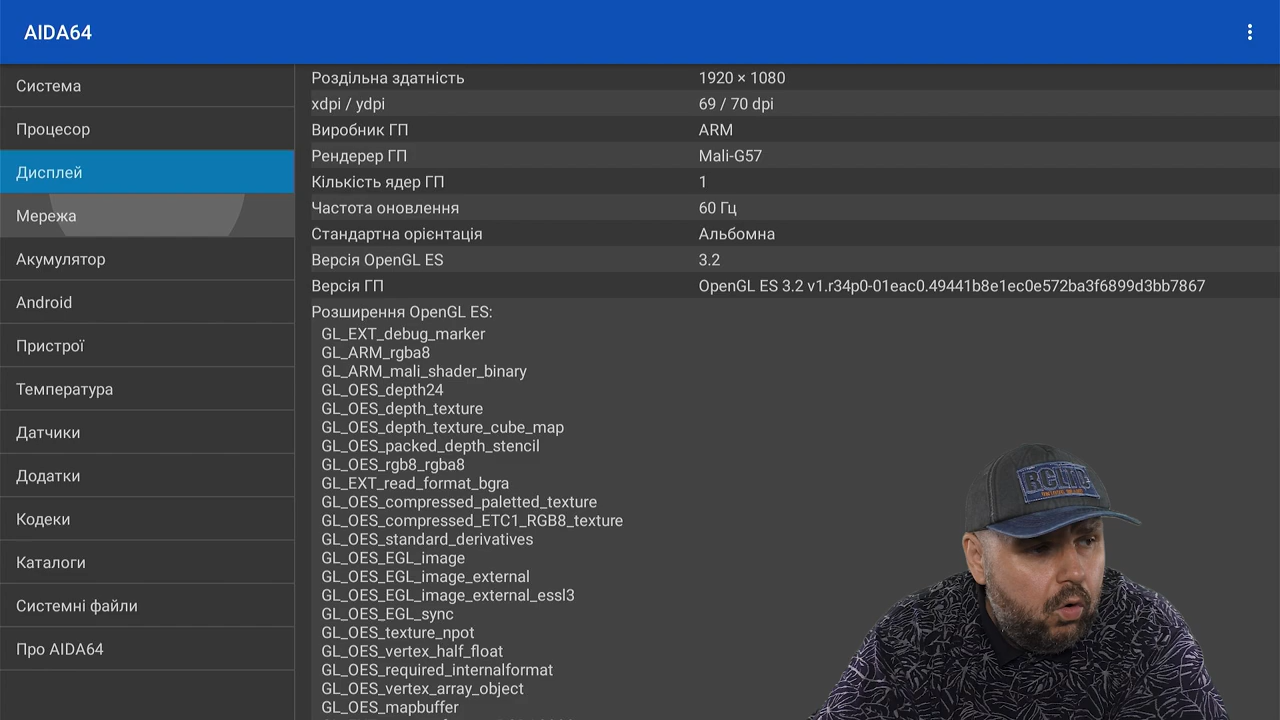 AIDA64
Система
Процесор
Дисплей
Мережа
Акумулятор
Android
Пристрої
Температура
Датчики
Додатки
Кодеки
Каталоги
Системні файли
Про AIDA64
Роздільна здатність 1920 × 1080
xdpi / ydpi 69 / 70 dpi
Виробник ГП ARM
Рендерер ГП Mali-G57
Кількість ядер ГП 1
Частота оновлення 60 Гц
Стандартна орієнтація Альбомна
Версія OpenGL ES 3.2
Версія ГП OpenGL ES 3.2 v1.r34p0-01eac0.49441b8e1ec0e572ba3f6899d3bb7867
Розширення OpenGL ES:
GL_EXT_debug_marker
GL_ARM_rgba8
GL_ARM_mali_shader_binary
GL_OES_depth24
GL_OES_depth_texture
GL_OES_depth_texture_cube_map
GL_OES_packed_depth_stencil
GL_OES_rgb8_rgba8
GL_EXT_read_format_bgra
GL_OES_compressed_paletted_texture
GL_OES_compressed_ETC1_RGB8_texture
GL_OES_standard_derivatives
GL_OES_EGL_image
GL_OES_EGL_image_external
GL_OES_EGL_image_external_essl3
GL_OES_EGL_sync
GL_OES_texture_npot
GL_OES_vertex_half_float
GL_OES_required_internalformat
GL_OES_vertex_array_object
GL_OES_mapbuffer